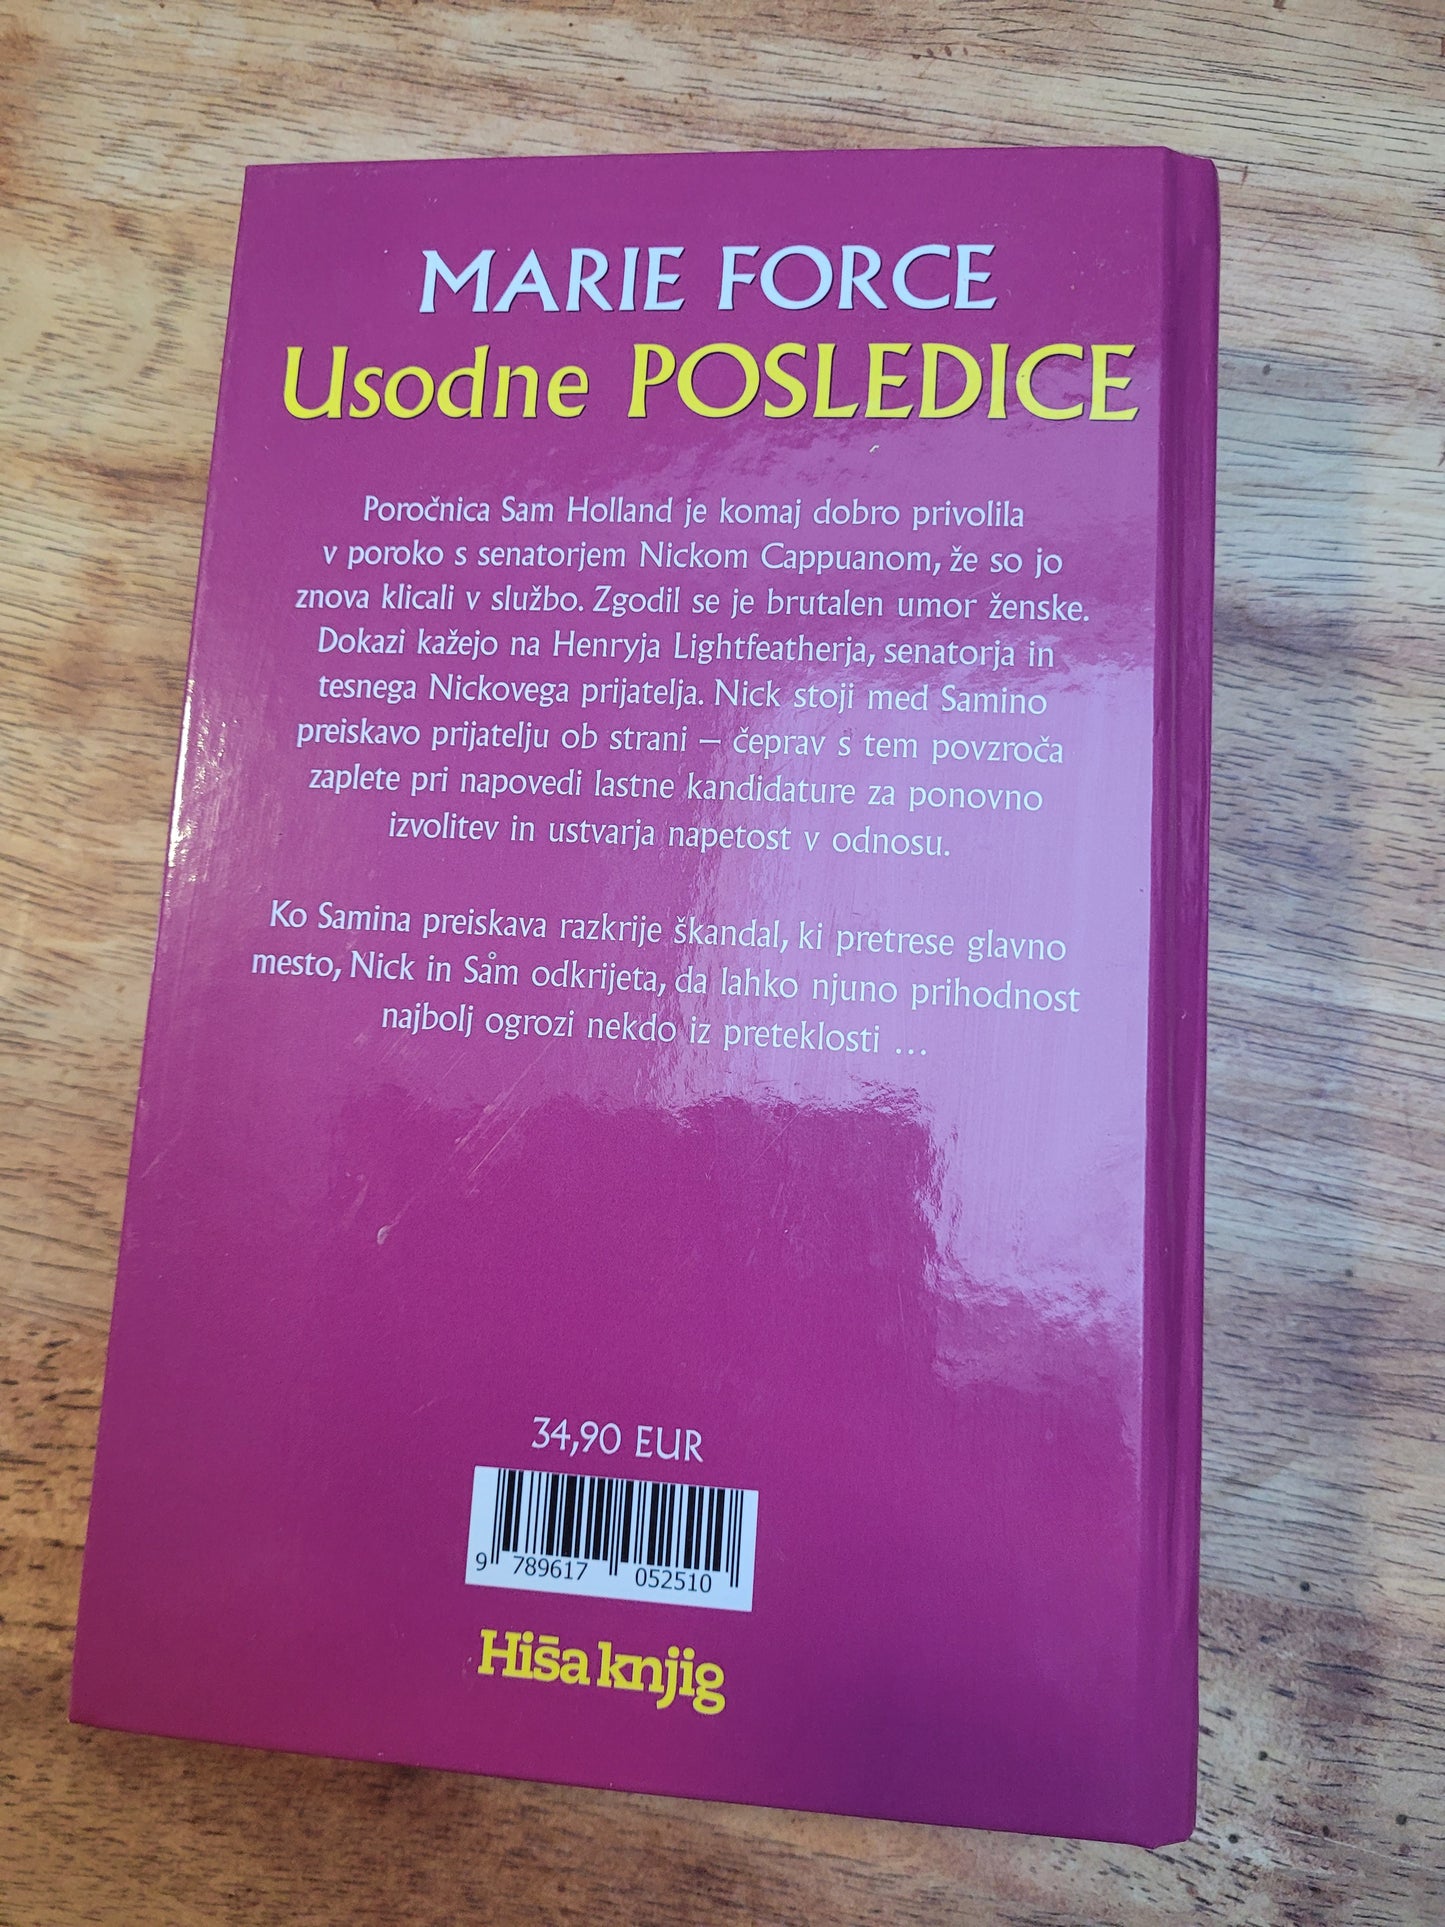 MARIE FORCE
Usodne POSLEDICE
Poročnica Sam Holland je komaj dobro privolila
v poroko s senatorjem Nickom Cappuanom, že so jo
znova klicali v službo. Zgodil se je brutalen umor ženske.
Dokazi kažejo na Henryja Lightfeatherja, senatorja in
tesnega Nickovega prijatelja. Nick stoji med Samino
preiskavo prijatelju ob strani – čeprav s tem povzroča
zaplete pri napovedi lastne kandidature za ponovno
izvolitev in ustvarja napetost v odnosu.
Ko Samina preiskava razkrije škandal, ki pretrese glavno
mesto, Nick in Sam odkrijeta, da lahko njuno prihodnost
najbolj ogrozi nekdo iz preteklosti ...
34,90 EUR
9 789617 052510
Hiša knjig